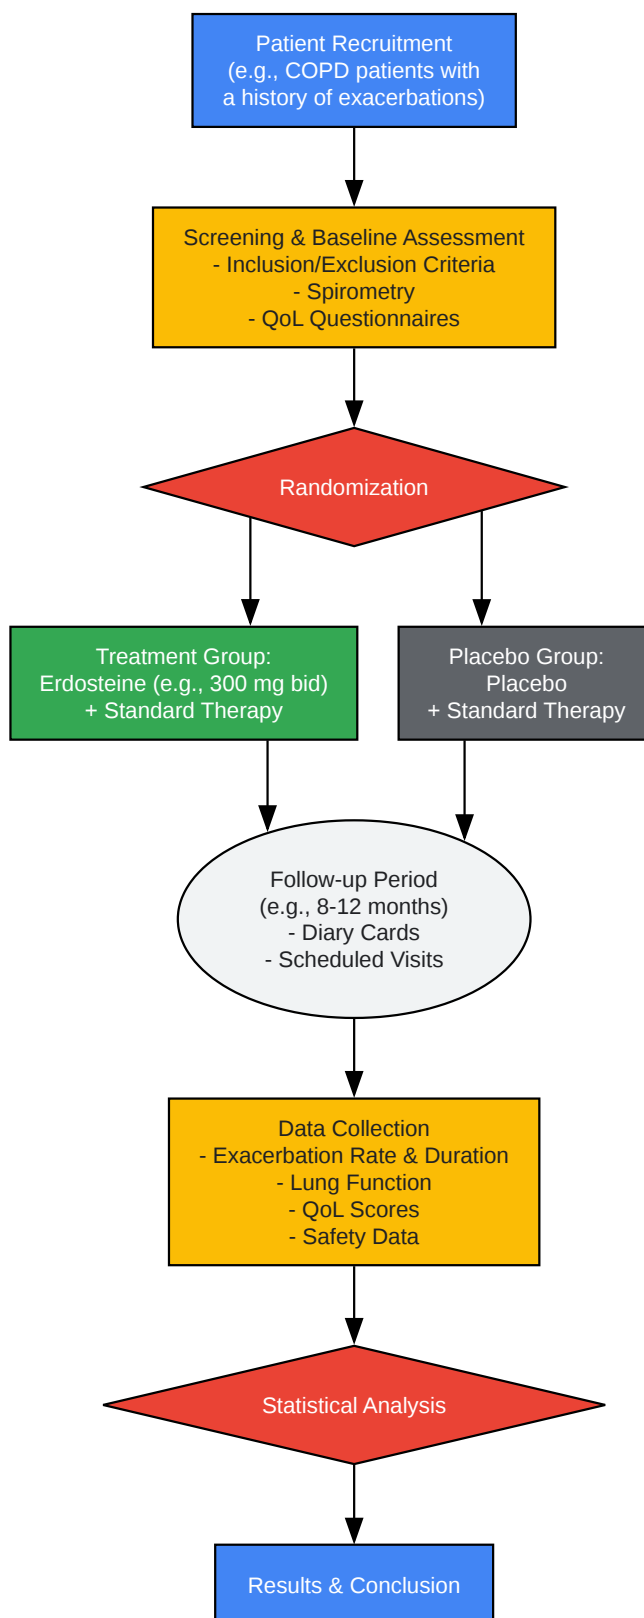 Patient Recruitment
(e.g., COPD patients with
a history of exacerbations)
Screening & Baseline Assessment
- Inclusion/Exclusion Criteria
- Spirometry
- QoL Questionnaires
Randomization
Treatment Group:
Erdosteine (e.g., 300 mg bid)
+ Standard Therapy
Placebo Group:
Placebo
+ Standard Therapy
Follow-up Period
(e.g., 8-12 months)
- Diary Cards
- Scheduled Visits
Data Collection
- Exacerbation Rate & Duration
- Lung Function
- QoL Scores
- Safety Data
Statistical Analysis
Results & Conclusion